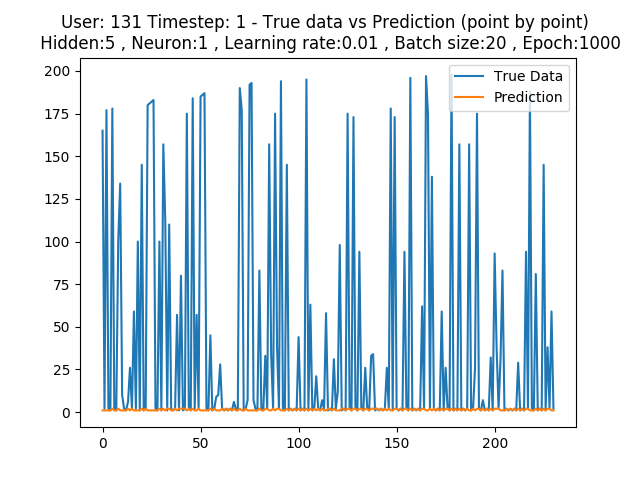 User: 131 Timestep: 1 - True data vs Prediction (point by point)
Hidden:5 , Neuron:1 , Learning rate:0.01 , Batch size:20 , Epoch:1000
True Data
Prediction
200
175
150
125
100
75
50
25
0
0 50 100 150 200